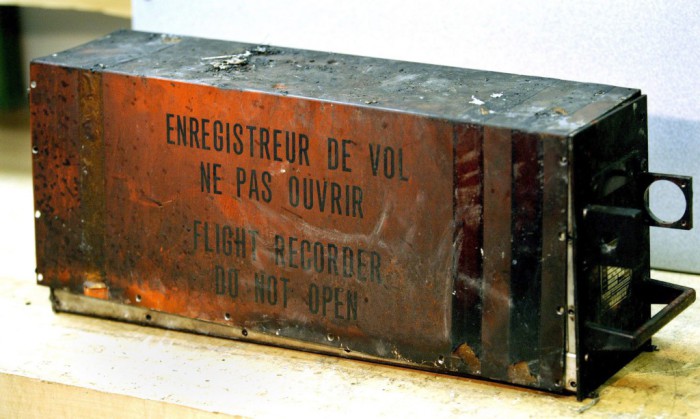 ENREGISTREUR DE VOL
NE PAS OUVRIR
FLIGHT RECORDER
DO NOT OPEN